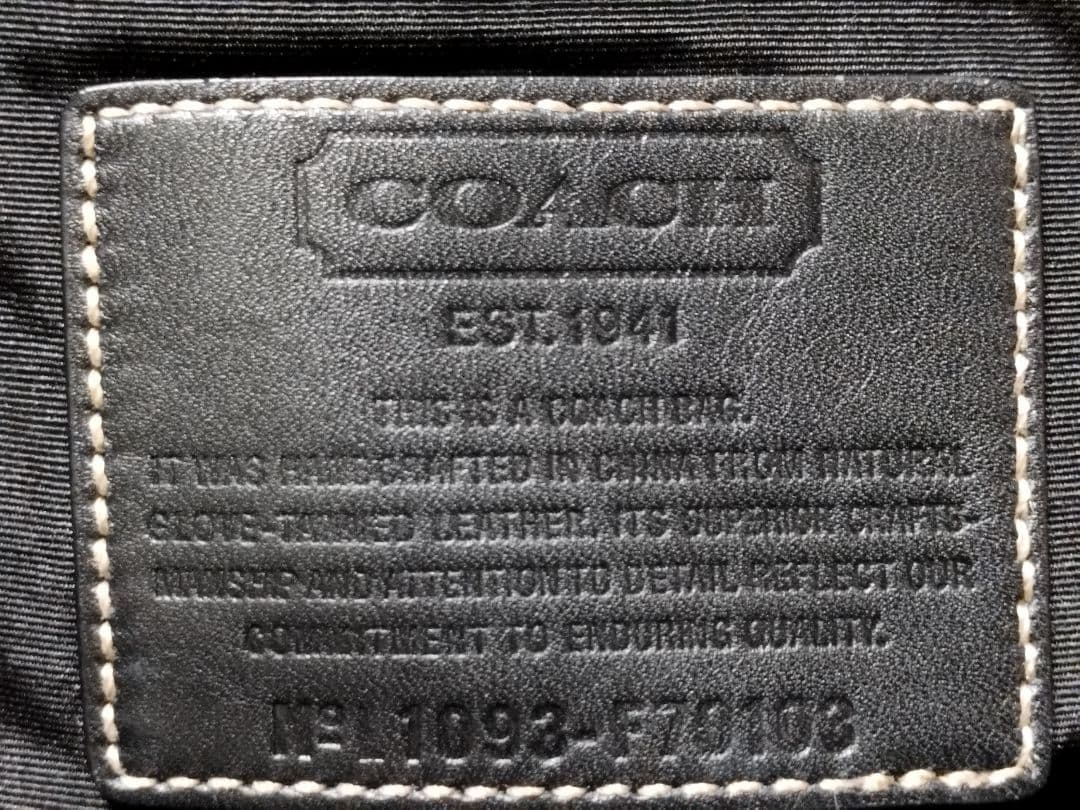 COACH
EST. 1941
THIS IS A COACH BAG.
IT WAS HANDCRAFTED IN CHINA FROM NATURAL
GLOVE-TANNED LEATHER. ITS SUPERIOR CRAFTS-
MANSHIP AND ATTENTION TO DETAIL REFLECT OUR
COMMITMENT TO ENDURING QUALITY.
Nº L1093-F70103